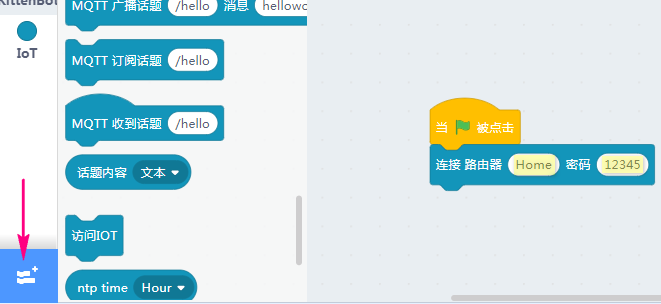 KittenBot
MQTT 广播话题 /hello 消息 hellowo
IoT
MQTT 订阅话题 /hello
MQTT 收到话题 /hello
话题内容 文本
访问IOT
ntp time Hour
当 被点击
连接 路由器 Home 密码 12345